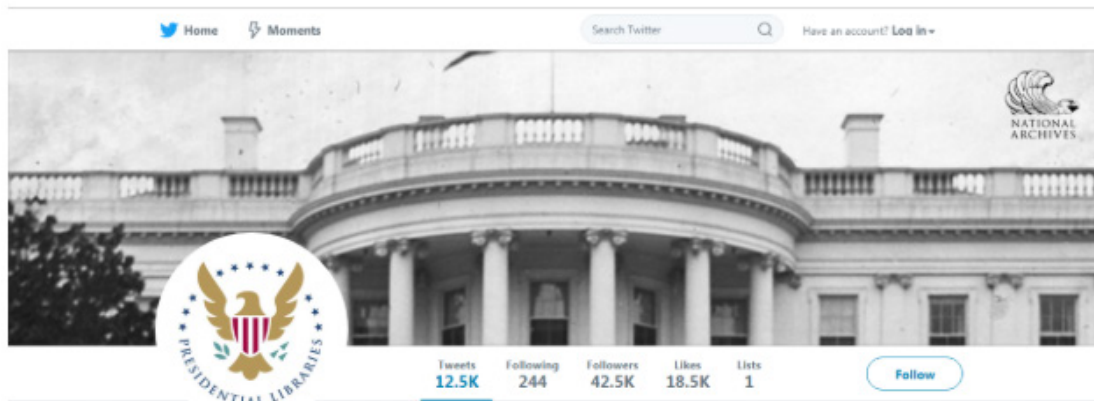 Home Moments Search Twitter Have an account? Log in
NATIONAL
ARCHIVES
PRESIDENTIAL LIBRARIES
Tweets Following Followers Likes Lists
12.5K 244 42.5K 18.5K 1
Follow